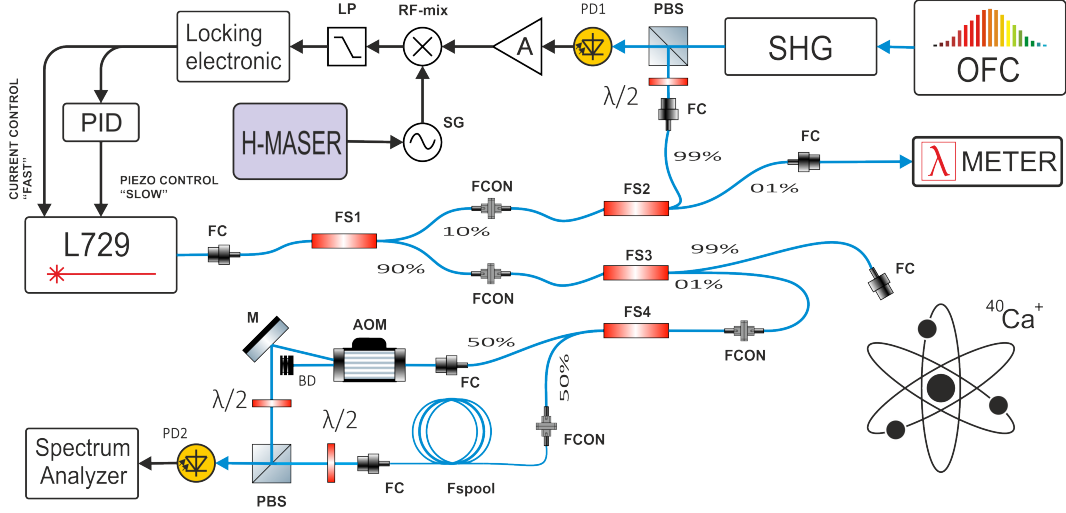 LP
RF-mix
PD1
PBS
Locking
electronic
A
SHG
OFC
λ/2
FC
PID
H-MASER
SG
99%
FC
λ METER
CURRENT CONTROL
“FAST”
PIEZO CONTROL
“SLOW”
FCON
FS2
01%
L729
FC
FS1
10%
90%
FCON
FS3
99%
01%
FC
M
AOM
BD
50%
FC
FS4
FCON
40Ca+
50%
λ/2
λ/2
FCON
Spectrum
Analyzer
PD2
PBS
FC
Fspool